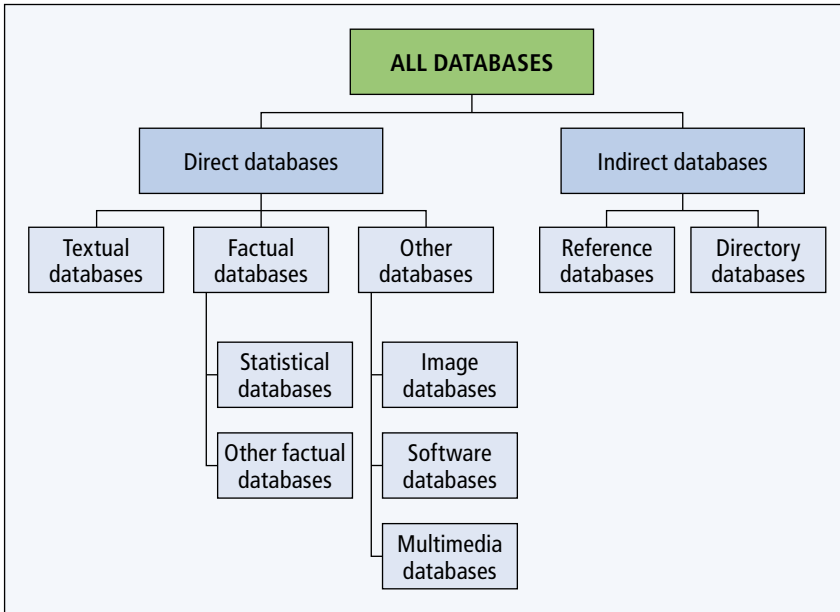 ALL DATABASES
Direct databases
Indirect databases
Textual
databases
Factual
databases
Other
databases
Reference
databases
Directory
databases
Statistical
databases
Image
databases
Other factual
databases
Software
databases
Multimedia
databases